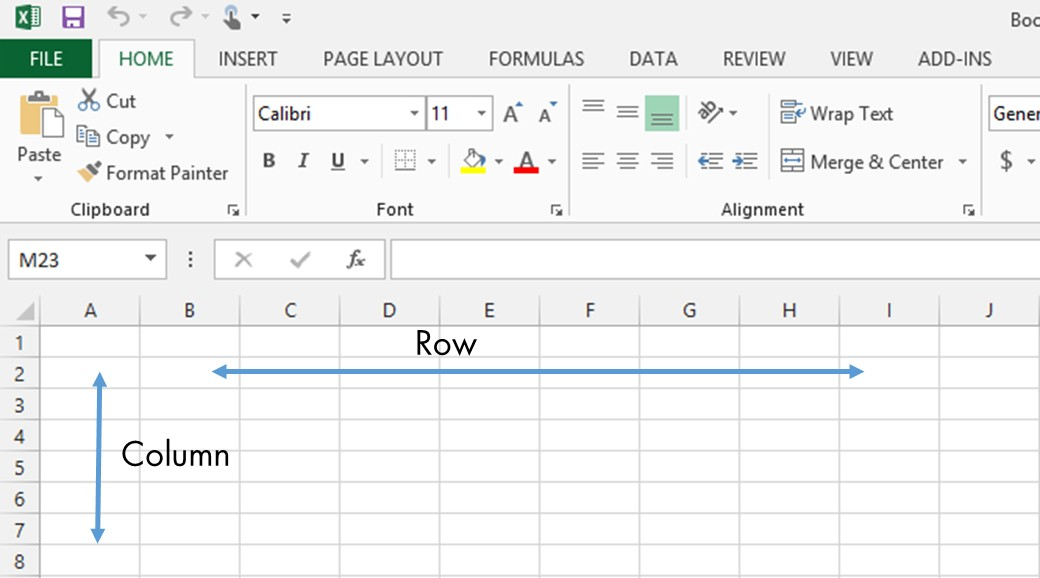 Boo
FILE HOME INSERT PAGE LAYOUT FORMULAS DATA REVIEW VIEW ADD-INS
Cut
Copy
Format Painter
Paste
Clipboard
Calibri 11 A A
B I U A
Font
Wrap Text
Merge & Center
Alignment
Gener
$
M23 fx
A B C D E F G H I J
1
Row
2
3
4
Column
5
6
7
8